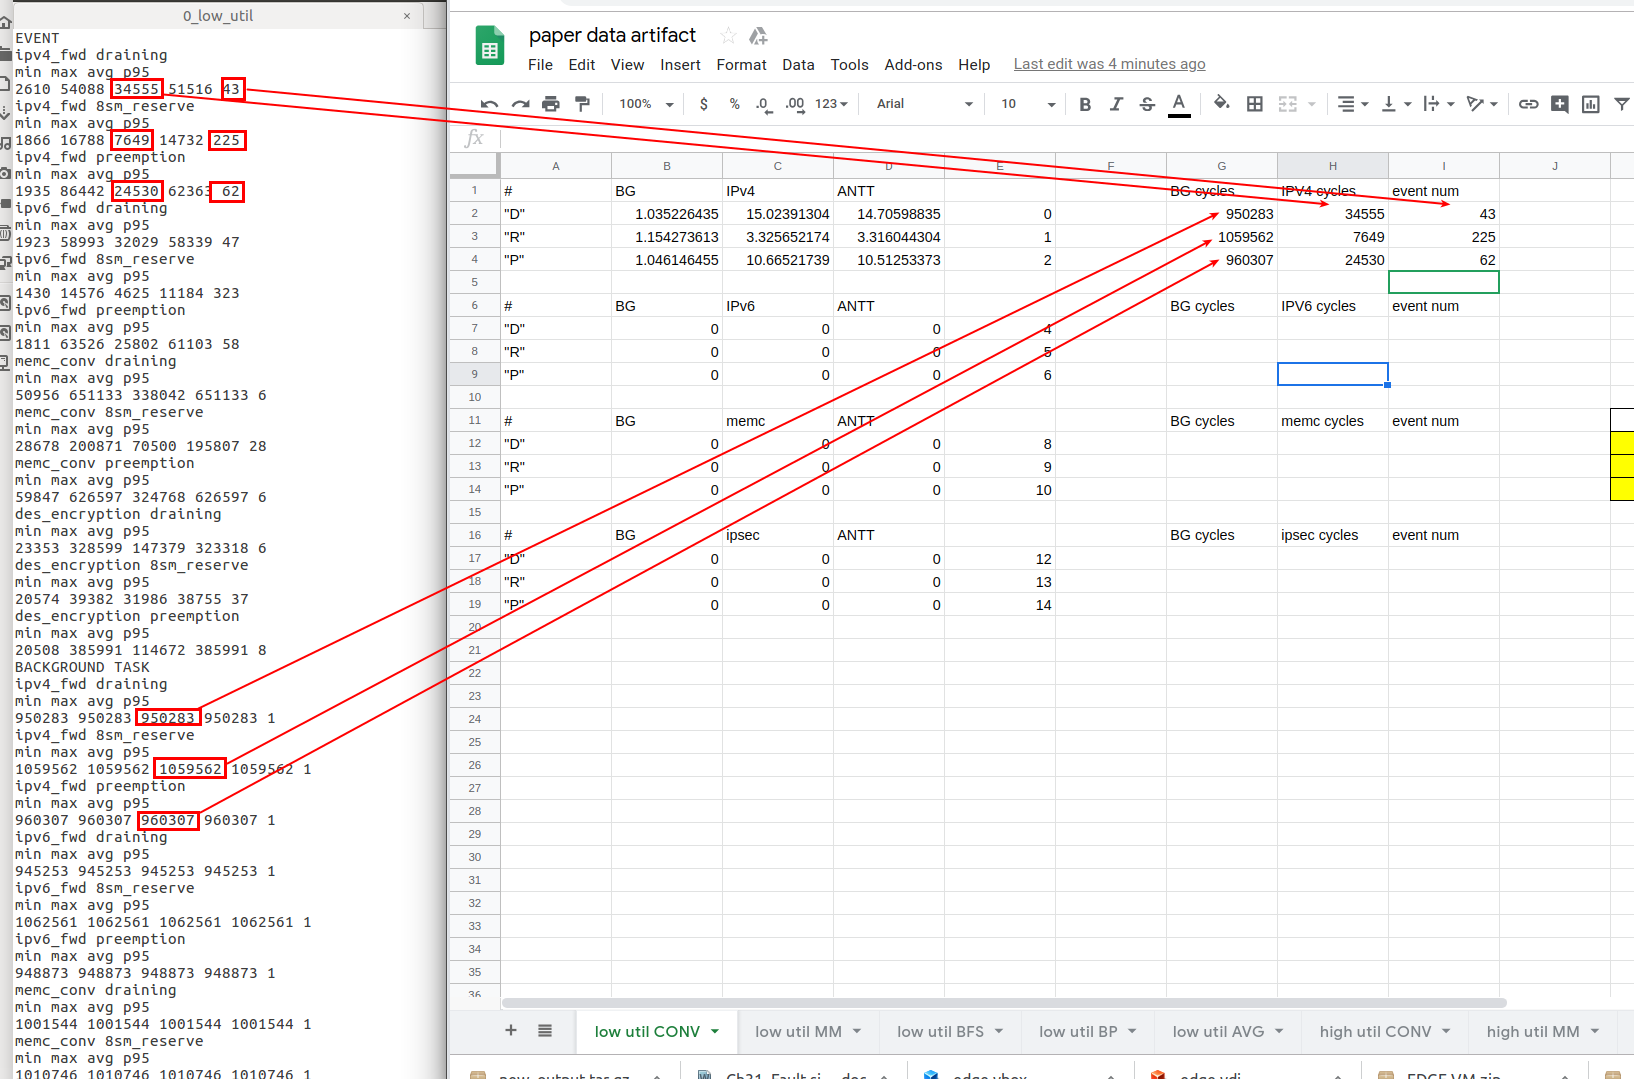 0_low_util ×
EVENT
ipv4_fwd draining
min max avg p95
2610 54088 34555 51516 43
ipv4_fwd 8sm_reserve
min max avg p95
1866 16788 7649 14732 225
ipv4_fwd preemption
min max avg p95
1935 86442 24530 62363 62
ipv6_fwd draining
min max avg p95
1923 58993 32029 58339 47
ipv6_fwd 8sm_reserve
min max avg p95
1430 14576 4625 11184 323
ipv6_fwd preemption
min max avg p95
1811 63526 25802 61103 58
memc_conv draining
min max avg p95
50956 651133 338042 651133 6
memc_conv 8sm_reserve
min max avg p95
28678 200871 70500 195807 28
memc_conv preemption
min max avg p95
59847 626597 324768 626597 6
des_encryption draining
min max avg p95
23353 328599 147379 323318 6
des_encryption 8sm_reserve
min max avg p95
20574 39382 31986 38755 37
des_encryption preemption
min max avg p95
20508 385991 114672 385991 8
BACKGROUND TASK
ipv4_fwd draining
min max avg p95
950283 950283 950283 950283 1
ipv4_fwd 8sm_reserve
min max avg p95
1059562 1059562 1059562 1059562 1
ipv4_fwd preemption
min max avg p95
960307 960307 960307 960307 1
ipv6_fwd draining
min max avg p95
945253 945253 945253 945253 1
ipv6_fwd 8sm_reserve
min max avg p95
1062561 1062561 1062561 1062561 1
ipv6_fwd preemption
min max avg p95
948873 948873 948873 948873 1
memc_conv draining
min max avg p95
1001544 1001544 1001544 1001544 1
memc_conv 8sm_reserve
min max avg p95
1010746 1010746 1010746 1010746 1
paper data artifact
File Edit View Insert Format Data Tools Add-ons Help Last edit was 4 minutes ago
100% $ % .0 .00 123 Arial 10 B I S A
fx
A B C D E F G H I J
1 # BG IPv4 ANTT BG cycles IPV4 cycles event num
2 "D" 1.035226435 15.02391304 14.70598835 0 950283 34555 43
3 "R" 1.154273613 3.325652174 3.316044304 1 1059562 7649 225
4 "P" 1.046146455 10.66521739 10.51253373 2 960307 24530 62
5
6 # BG IPv6 ANTT BG cycles IPV6 cycles event num
7 "D" 0 0 0 4
8 "R" 0 0 0 5
9 "P" 0 0 0 6
10
11 # BG memc ANTT BG cycles memc cycles event num
12 "D" 0 0 0 8
13 "R" 0 0 0 9
14 "P" 0 0 0 10
15
16 # BG ipsec ANTT BG cycles ipsec cycles event num
17 "D" 0 0 0 12
18 "R" 0 0 0 13
19 "P" 0 0 0 14
20
21
22
23
24
25
26
27
28
29
30
31
32
33
34
35
36
+ low util CONV low util MM low util BFS low util BP low util AVG high util CONV high util MM
new_output.tar.gz Ch31_Fault si doc edge.vbox edge.vdi EDGE VM.zip